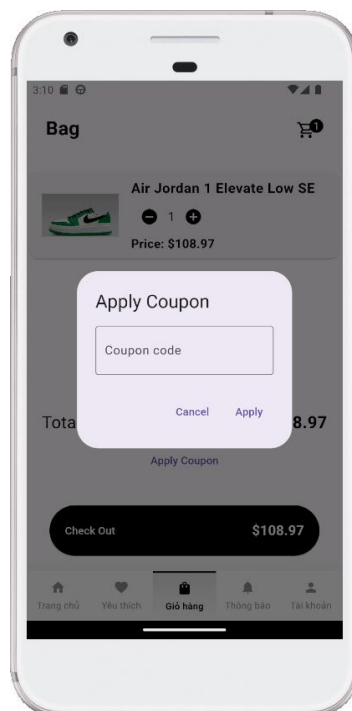 3:10
Bag
1
Air Jordan 1 Elevate Low SE
1
Price: $108.97
Apply Coupon
Coupon code
Cancel Apply
Tota 8.97
Apply Coupon
Check Out $108.97
Trang chủ Yêu thích Giỏ hàng Thông báo Tài khoản